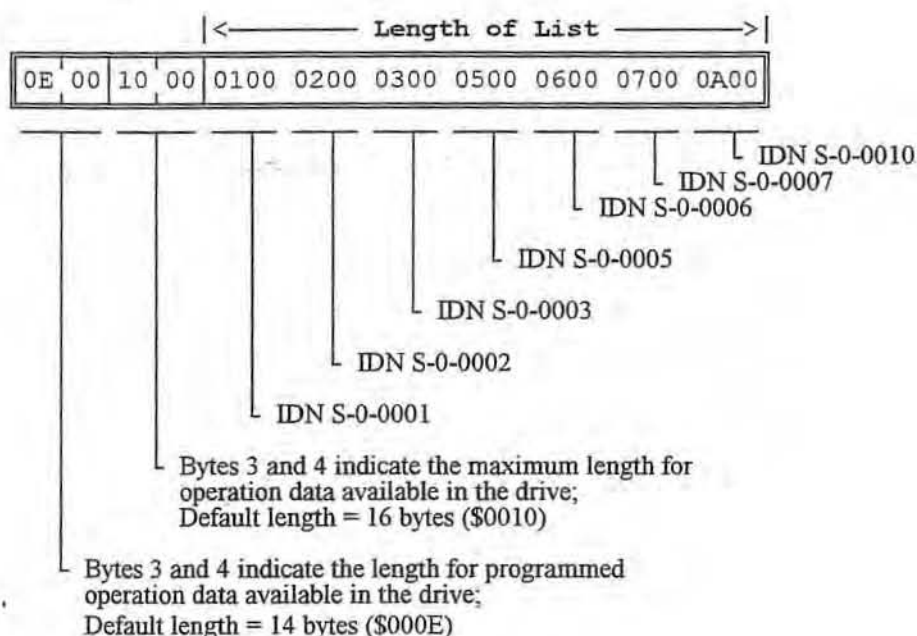 Length of List
0E 00 10 00 0100 0200 0300 0500 0600 0700 0A00
IDN S-0-0010
IDN S-0-0007
IDN S-0-0006
IDN S-0-0005
IDN S-0-0003
IDN S-0-0002
IDN S-0-0001
Bytes 3 and 4 indicate the maximum length for
operation data available in the drive;
Default length = 16 bytes ($0010)
Bytes 3 and 4 indicate the length for programmed
operation data available in the drive;
Default length = 14 bytes ($000E)